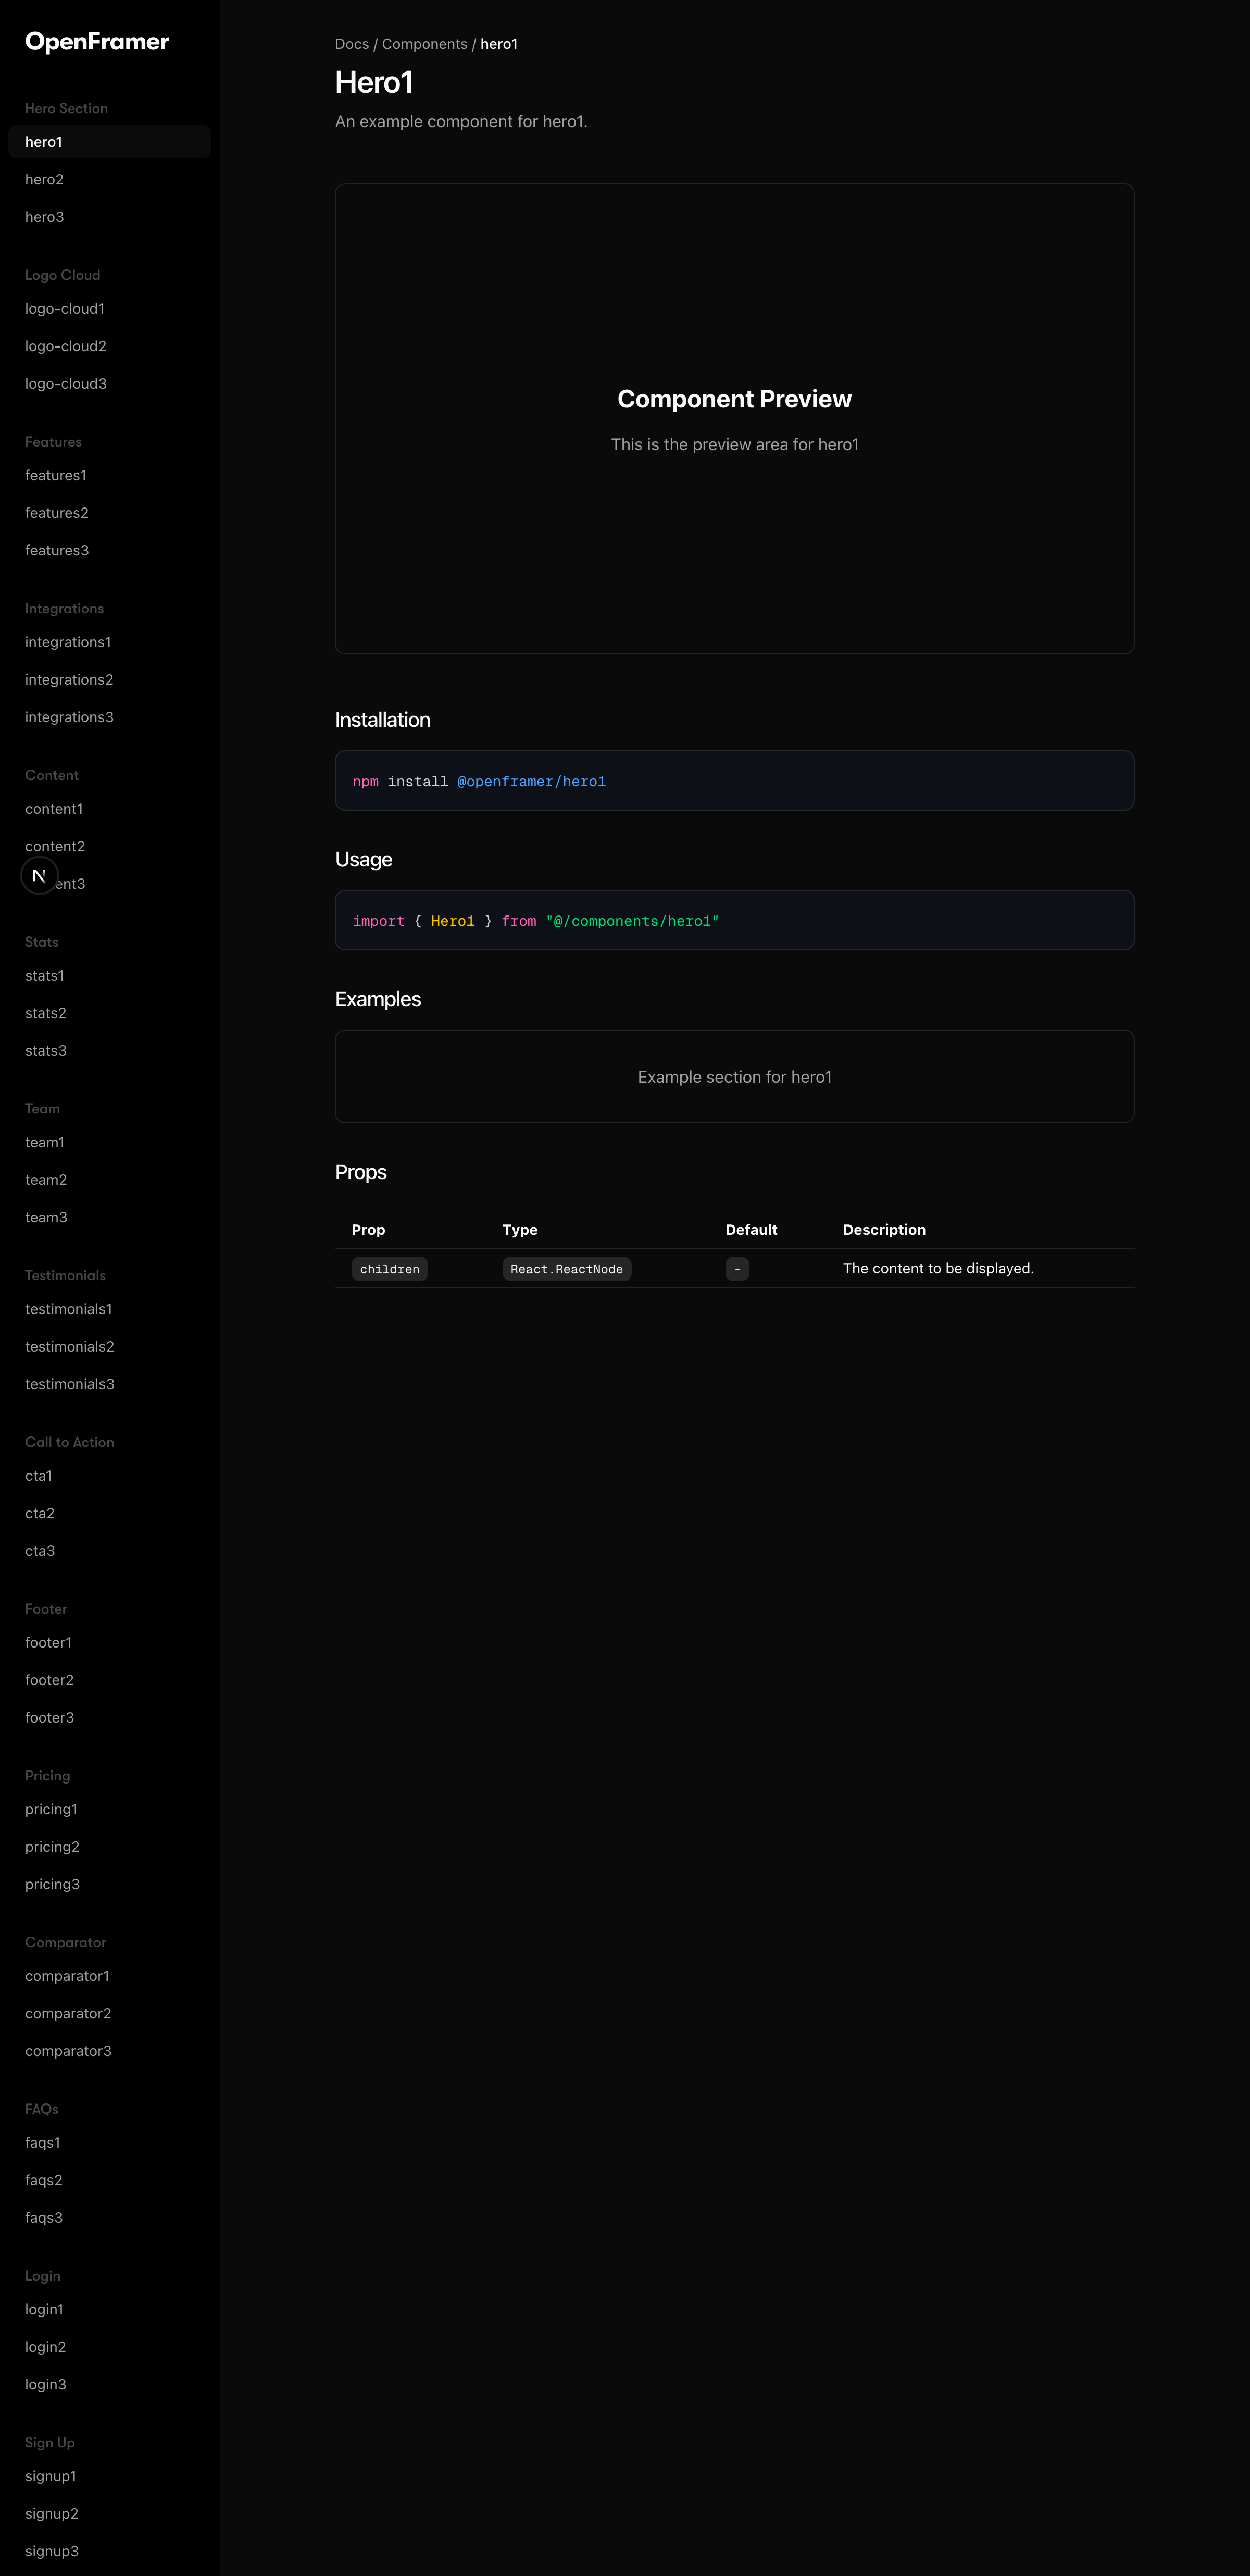 OpenFramer
Hero Section
hero1
hero2
hero3
Logo Cloud
logo-cloud1
logo-cloud2
logo-cloud3
Features
features1
features2
features3
Integrations
integrations1
integrations2
integrations3
Content
content1
content2
N
ent3
Stats
stats1
stats2
stats3
Team
team1
team2
team3
Testimonials
testimonials1
testimonials2
testimonials3
Call to Action
cta1
cta2
cta3
Footer
footer1
footer2
footer3
Pricing
pricing1
pricing2
pricing3
Comparator
comparator1
comparator2
comparator3
FAQs
faqs1
faqs2
faqs3
Login
login1
login2
login3
Sign Up
signup1
signup2
signup3
Docs / Components / hero1
Hero1
An example component for hero1.
Component Preview
This is the preview area for hero1
Installation
npm install @openframer/hero1
Usage
import { Hero1 } from "@/components/hero1"
Examples
Example section for hero1
Props
Prop Type Default Description
children React.ReactNode - The content to be displayed.